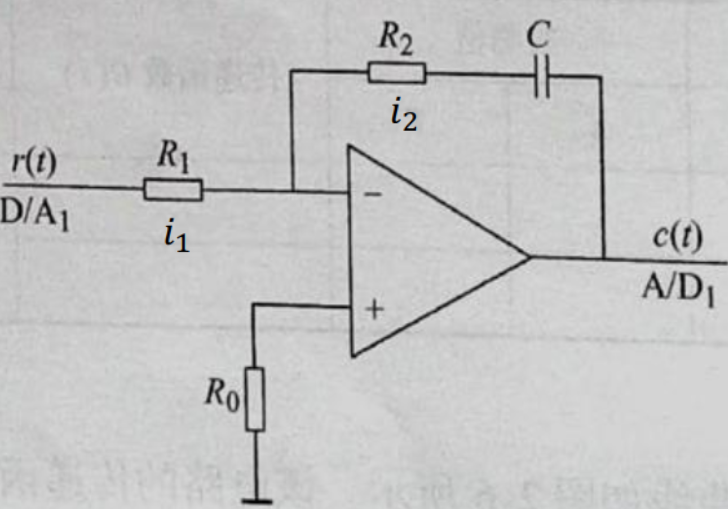 R₂
C
i₂
r(t)
R₁
D/A₁
i₁
−
+
c(t)
A/D₁
R₀